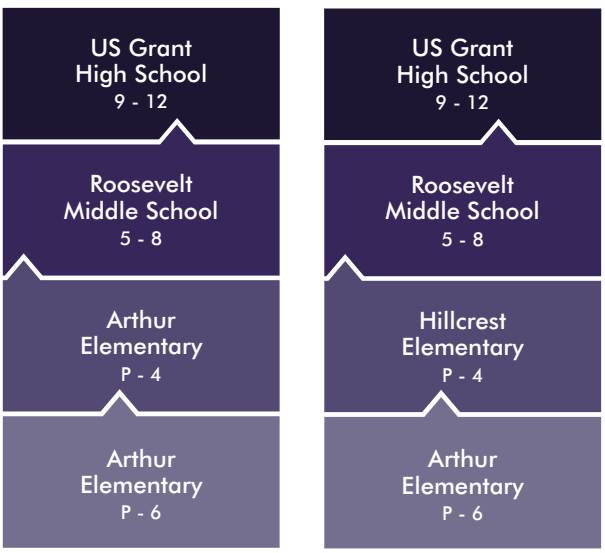 US Grant
High School
9 - 12
Roosevelt
Middle School
5 - 8
Arthur
Elementary
P - 4
Arthur
Elementary
P - 6
US Grant
High School
9 - 12
Roosevelt
Middle School
5 - 8
Hillcrest
Elementary
P - 4
Arthur
Elementary
P - 6